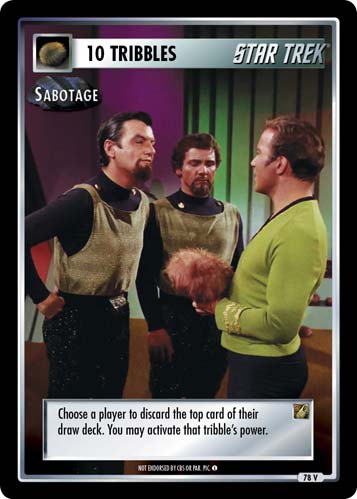 10 TRIBBLES
STAR TREK
SABOTAGE
Choose a player to discard the top card of their
draw deck. You may activate that tribble's power.
NOT ENDORSED BY CBS OR PAR. PIC
78 V